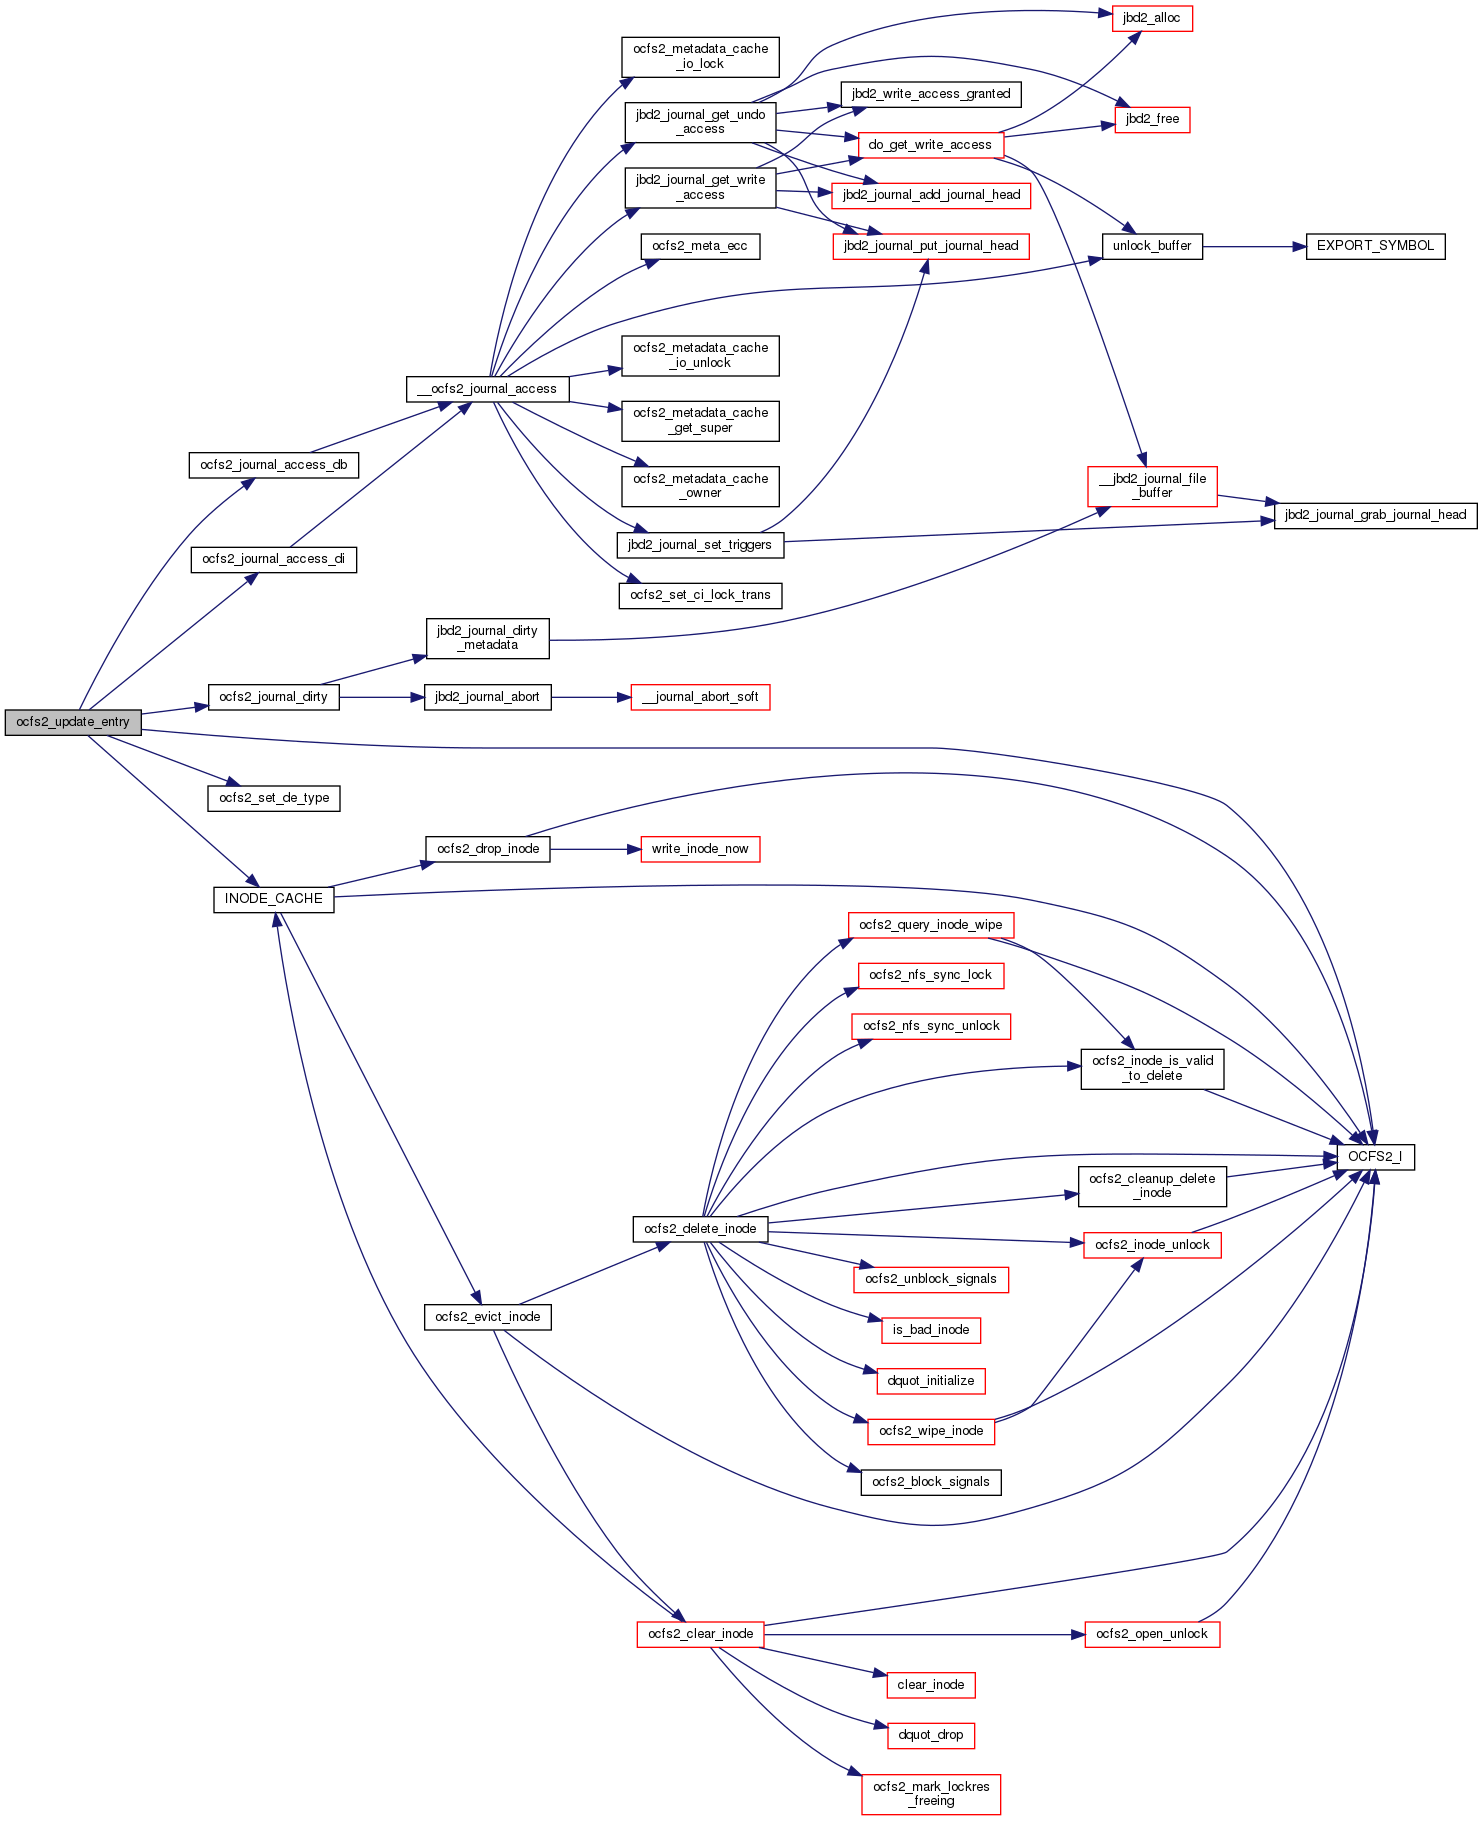 jbd2_alloc
ocfs2_metadata_cache
_io_lock
jbd2_write_access_granted
jbd2_journal_get_undo
_access
jbd2_free
do_get_write_access
jbd2_journal_get_write
_access
jbd2_journal_add_journal_head
ocfs2_meta_ecc
jbd2_journal_put_journal_head
unlock_buffer
EXPORT_SYMBOL
ocfs2_metadata_cache
_io_unlock
__ocfs2_journal_access
ocfs2_metadata_cache
_get_super
ocfs2_journal_access_db
ocfs2_metadata_cache
_owner
__jbd2_journal_file
_buffer
jbd2_journal_grab_journal_head
jbd2_journal_set_triggers
ocfs2_journal_access_di
ocfs2_set_ci_lock_trans
jbd2_journal_dirty
_metadata
ocfs2_journal_dirty
jbd2_journal_abort
__journal_abort_soft
ocfs2_update_entry
ocfs2_set_de_type
ocfs2_drop_inode
write_inode_now
INODE_CACHE
ocfs2_query_inode_wipe
ocfs2_nfs_sync_lock
ocfs2_nfs_sync_unlock
ocfs2_inode_is_valid
_to_delete
OCFS2_I
ocfs2_cleanup_delete
_inode
ocfs2_delete_inode
ocfs2_inode_unlock
ocfs2_unblock_signals
ocfs2_evict_inode
is_bad_inode
dquot_initialize
ocfs2_wipe_inode
ocfs2_block_signals
ocfs2_clear_inode
ocfs2_open_unlock
clear_inode
dquot_drop
ocfs2_mark_lockres
_freeing